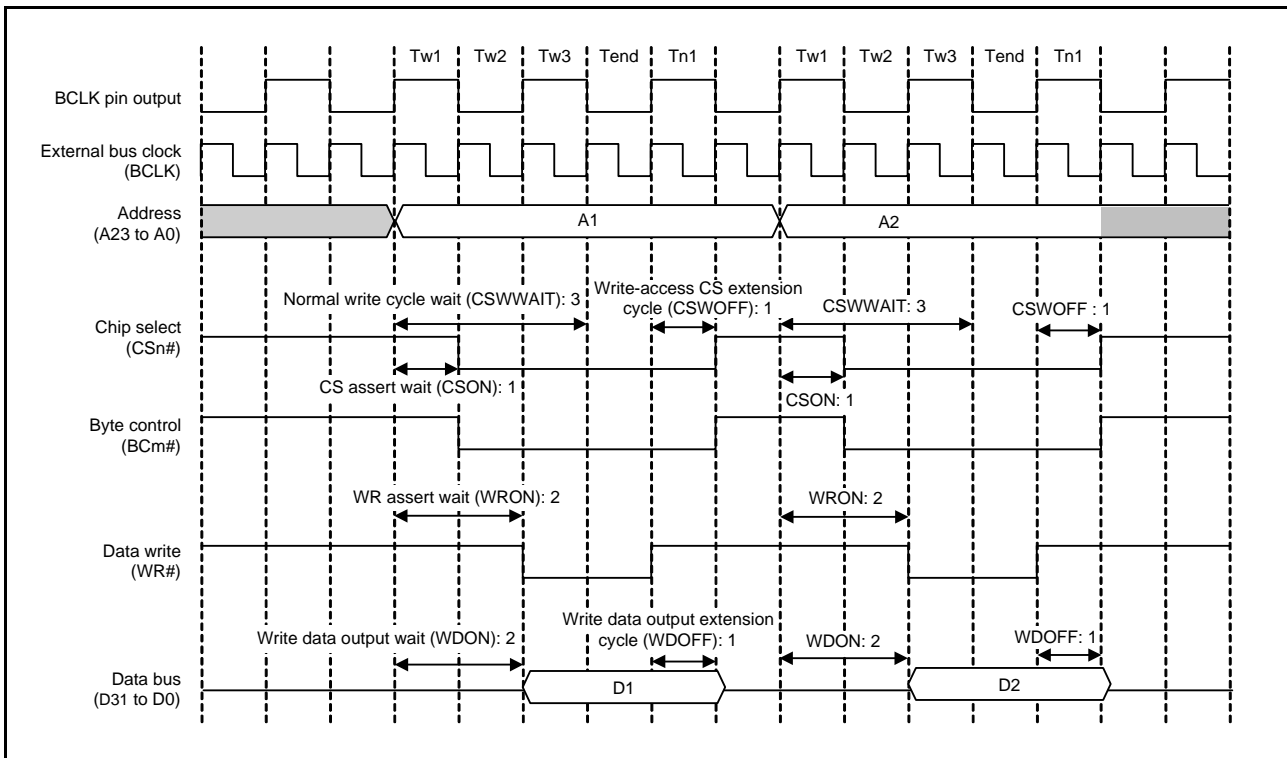 Tw1 Tw2 Tw3 Tend Tn1 Tw1 Tw2 Tw3 Tend Tn1
BCLK pin output
External bus clock
(BCLK)
Address
(A23 to A0)
A1 A2
Normal write cycle wait (CSWWAIT): 3
Write-access CS extension
cycle (CSWOFF): 1
CSWWAIT: 3
CSWOFF : 1
Chip select
(CSn#)
CS assert wait (CSON): 1
CSON: 1
Byte control
(BCm#)
WR assert wait (WRON): 2
WRON: 2
Data write
(WR#)
Write data output wait (WDON): 2
Write data output extension
cycle (WDOFF): 1
WDON: 2
WDOFF: 1
Data bus
(D31 to D0)
D1 D2